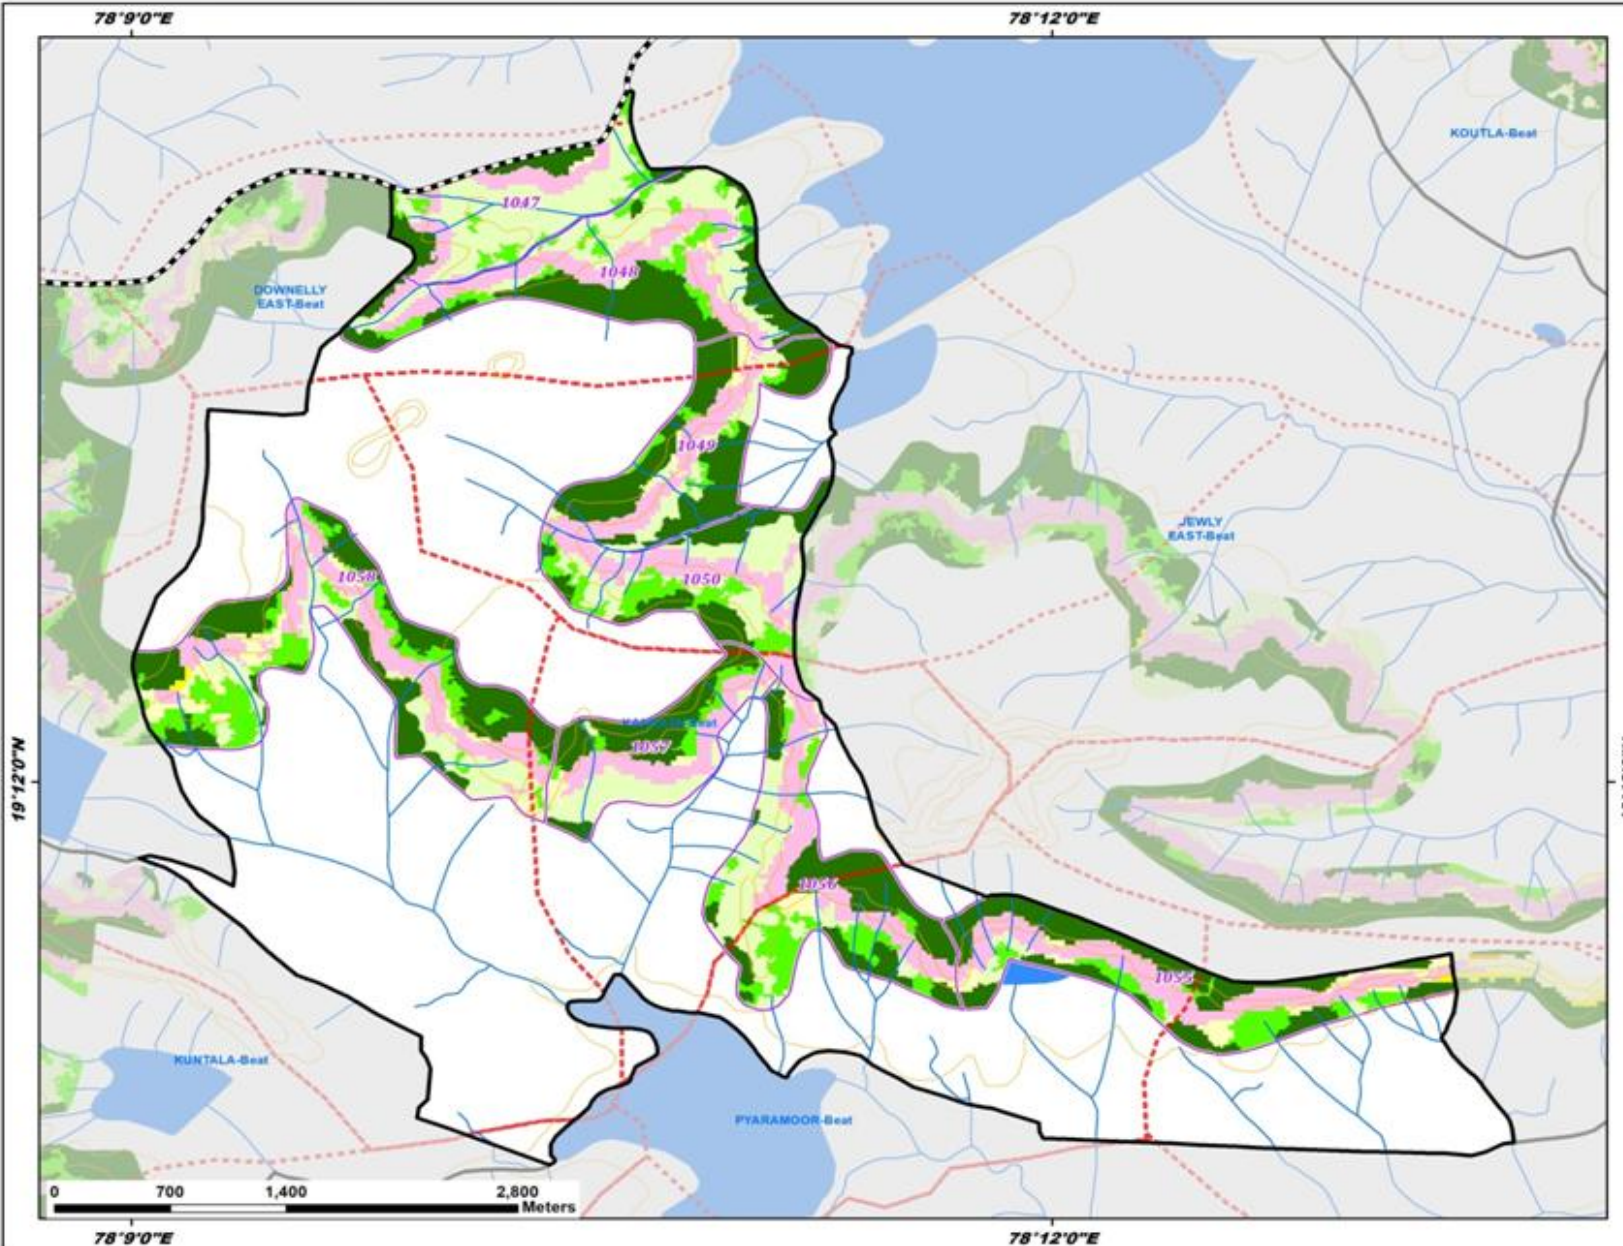 78°9'0"E
78°12'0"E
KOUTLA-Beat
1047
1048
DOWNELLY
EAST-Beat
1049
JEWLY
EAST-Beat
1058
1050
1057
19°12'0"N
1056
1055
KUNTALA-Beat
PYARAMOOR-Beat
0 700 1,400 2,800
Meters
78°9'0"E
78°12'0"E